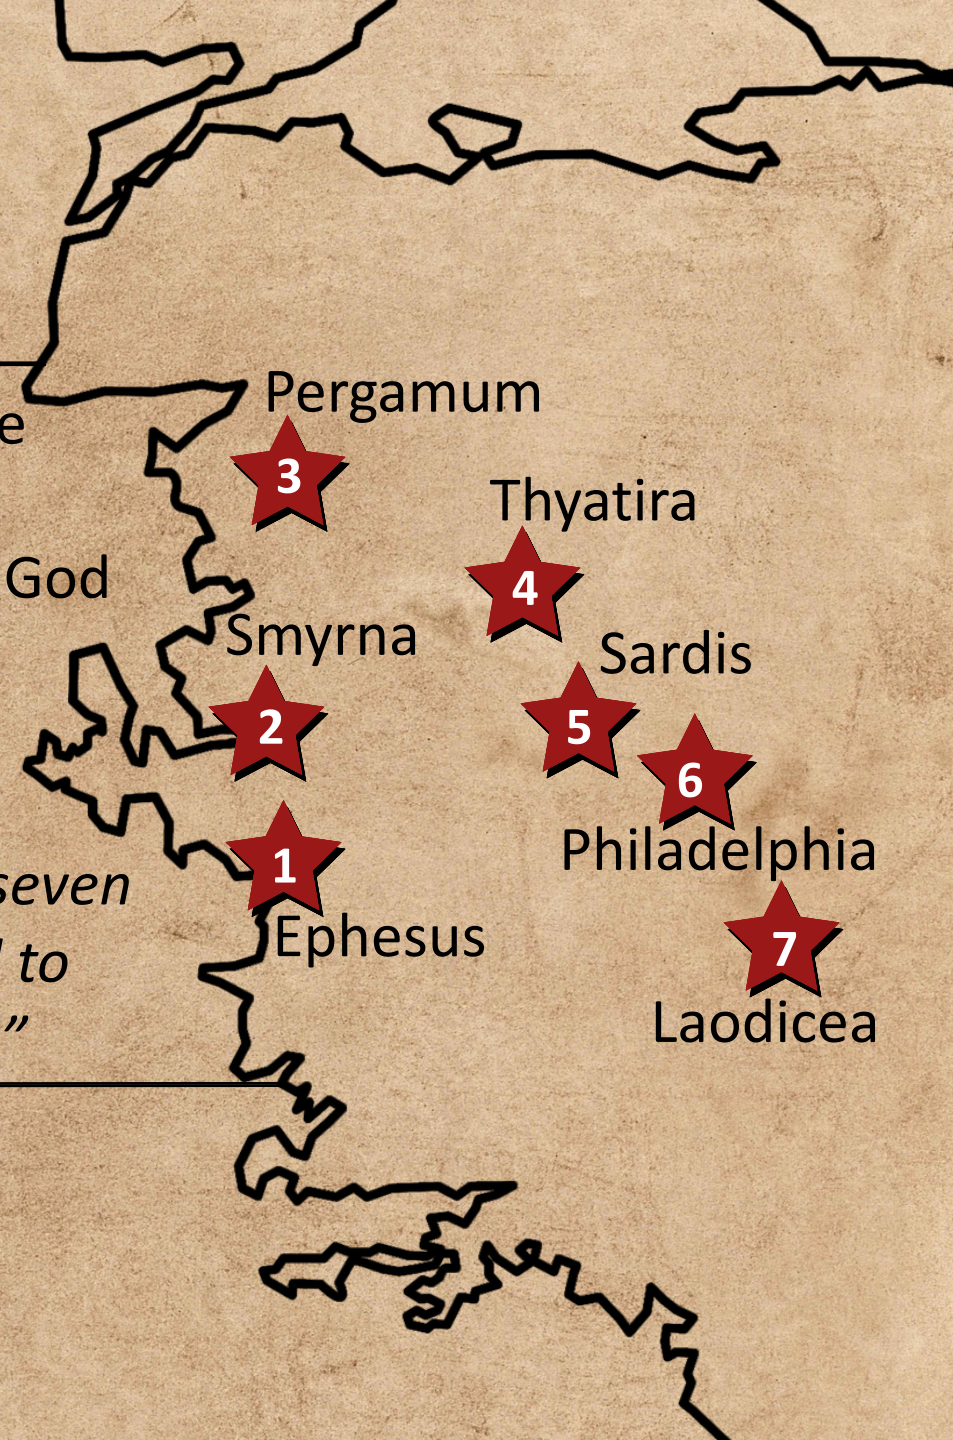 Pergamum
3
e
Thyatira
4
God
Smyrna
Sardis
2
5
6
Philadelphia
1
seven
Ephesus
7
to
Laodicea
”